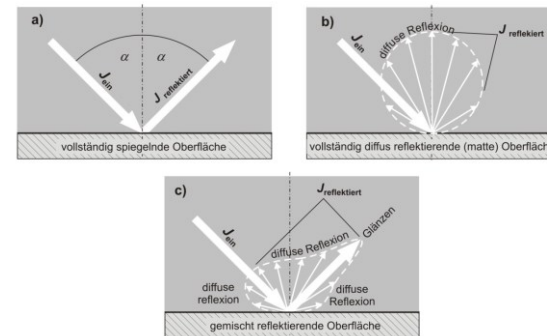 a)
α
α
J ein
J reflektiert
vollständig spiegelnde Oberfläche
b)
diffuse Reflexion
J reflektiert
J ein
vollständig diffus reflektierende (matte) Oberfläch
c)
J reflektiert
J ein
diffuse Reflexion
Glänzen
diffuse
reflexion
diffuse
Reflexion
gemischt reflektierende Oberfläche